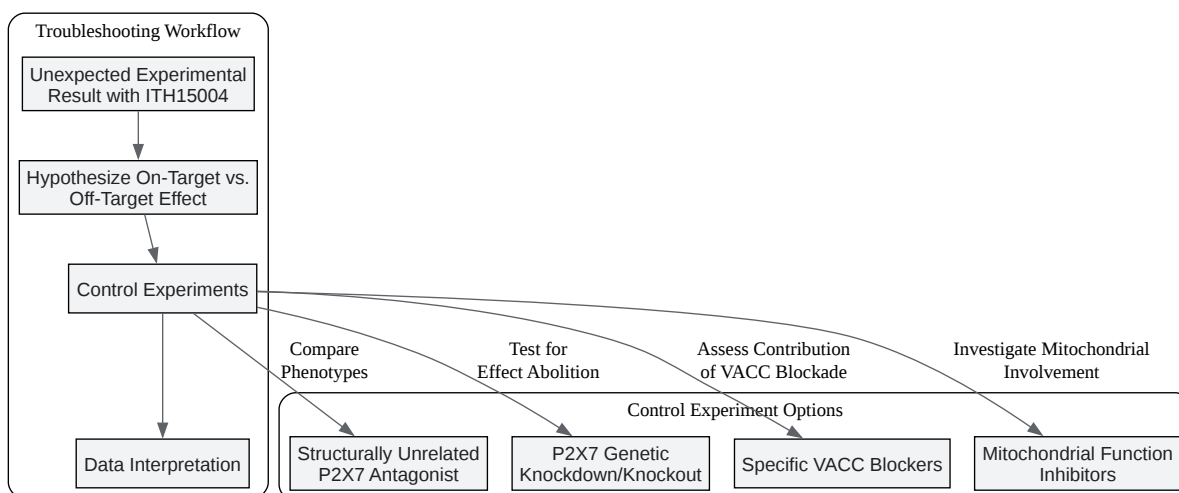 Troubleshooting Workflow
Unexpected Experimental
Result with ITH15004
Hypothesize On-Target vs.
Off-Target Effect
Control Experiments
Compare
Phenotypes
Test for
Effect Abolition
Assess Contribution
of VACC Blockade
Investigate Mitochondrial
Involvement
Control Experiment Options
Data Interpretation
Structurally Unrelated
P2X7 Antagonist
P2X7 Genetic
Knockdown/Knockout
Specific VACC Blockers
Mitochondrial Function
Inhibitors